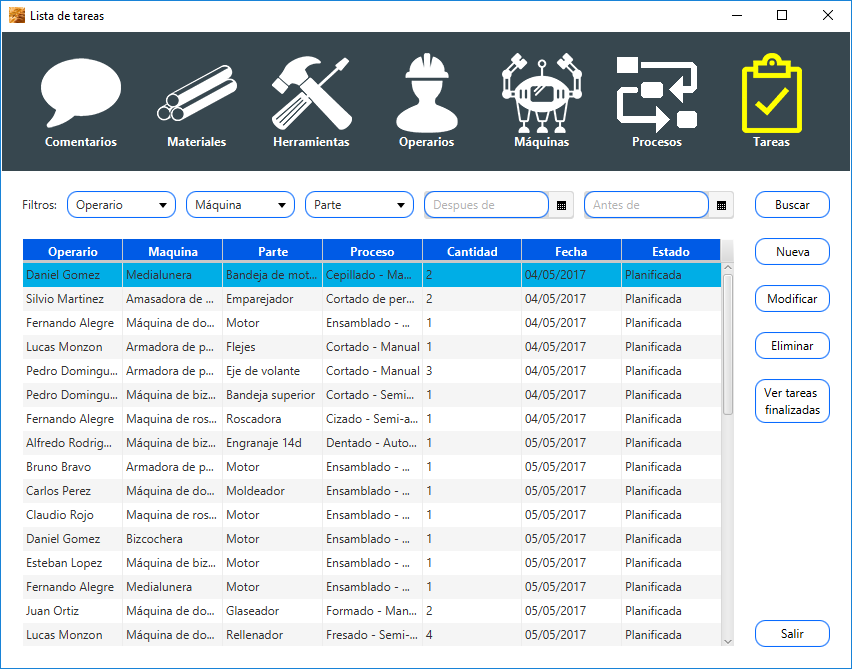 Lista de tareas
Comentarios Materiales Herramientas Operarios Máquinas Procesos Tareas
Filtros: Operario Máquina Parte Despues de Antes de Buscar
Operario Maquina Parte Proceso Cantidad Fecha Estado
Nueva
Daniel Gomez Medialunera Bandeja de mot... Cepillado - Ma... 2 04/05/2017 Planificada
Silvio Martinez Amasadora de ... Emparejador Cortado de per... 2 04/05/2017 Planificada
Modificar
Fernando Alegre Máquina de do... Motor Ensamblado - ... 1 04/05/2017 Planificada
Lucas Monzon Armadora de p... Flejes Cortado - Manual 1 04/05/2017 Planificada
Eliminar
Pedro Domingu... Armadora de p... Eje de volante Cortado - Manual 3 04/05/2017 Planificada
Pedro Domingu... Máquina de biz... Bandeja superior Cortado - Semi... 1 04/05/2017 Planificada
Ver tareas
finalizadas
Fernando Alegre Máquina de ros... Roscadora Cizado - Semi-a... 1 04/05/2017 Planificada
Alfredo Rodrig... Máquina de biz... Engranaje 14d Dentado - Auto... 1 05/05/2017 Planificada
Bruno Bravo Armadora de p... Motor Ensamblado - ... 1 05/05/2017 Planificada
Carlos Perez Máquina de do... Moldeador Ensamblado - ... 1 05/05/2017 Planificada
Claudio Rojo Maquina de ros... Motor Ensamblado - ... 1 05/05/2017 Planificada
Daniel Gomez Bizcochera Motor Ensamblado - ... 1 05/05/2017 Planificada
Esteban Lopez Máquina de biz... Motor Ensamblado - ... 1 05/05/2017 Planificada
Fernando Alegre Medialunera Motor Ensamblado - ... 1 05/05/2017 Planificada
Juan Ortiz Máquina de do... Glaseador Formado - Man... 2 05/05/2017 Planificada
Lucas Monzon Máquina de do... Rellenador Fresado - Semi-... 4 05/05/2017 Planificada
Salir